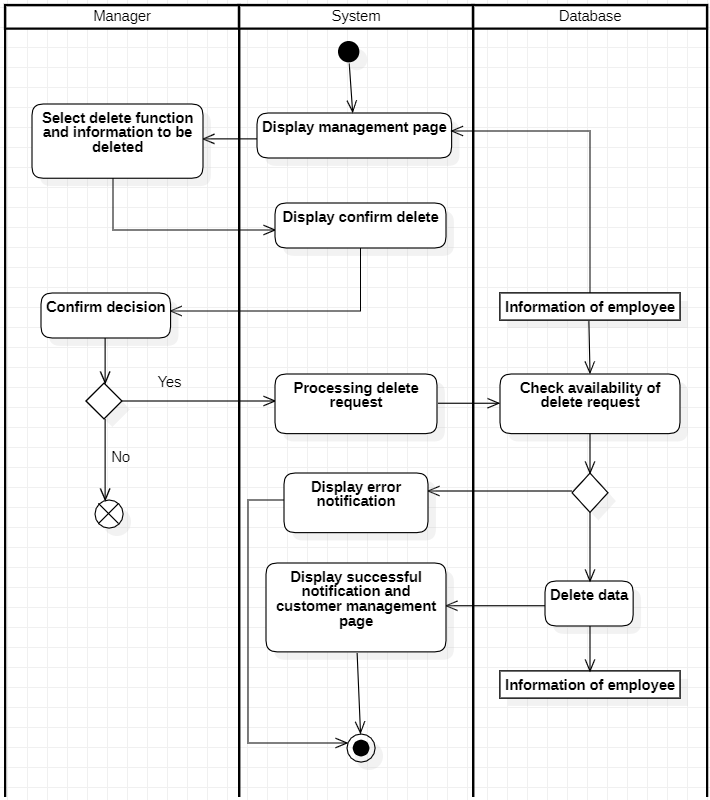 Manager
System
Database
Select delete function
and information to be
deleted
Display management page
Display confirm delete
Confirm decision
Information of employee
Yes
Processing delete
request
Check availability of
delete request
No
Display error
notification
Display successful
notification and
customer management
page
Delete data
Information of employee